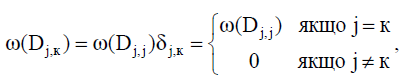 ω(D_{j,к}) = ω(D_{j,j})δ_{j,к} = { ω(D_{j,j}) якщо j = к
0 якщо j ≠ к ,